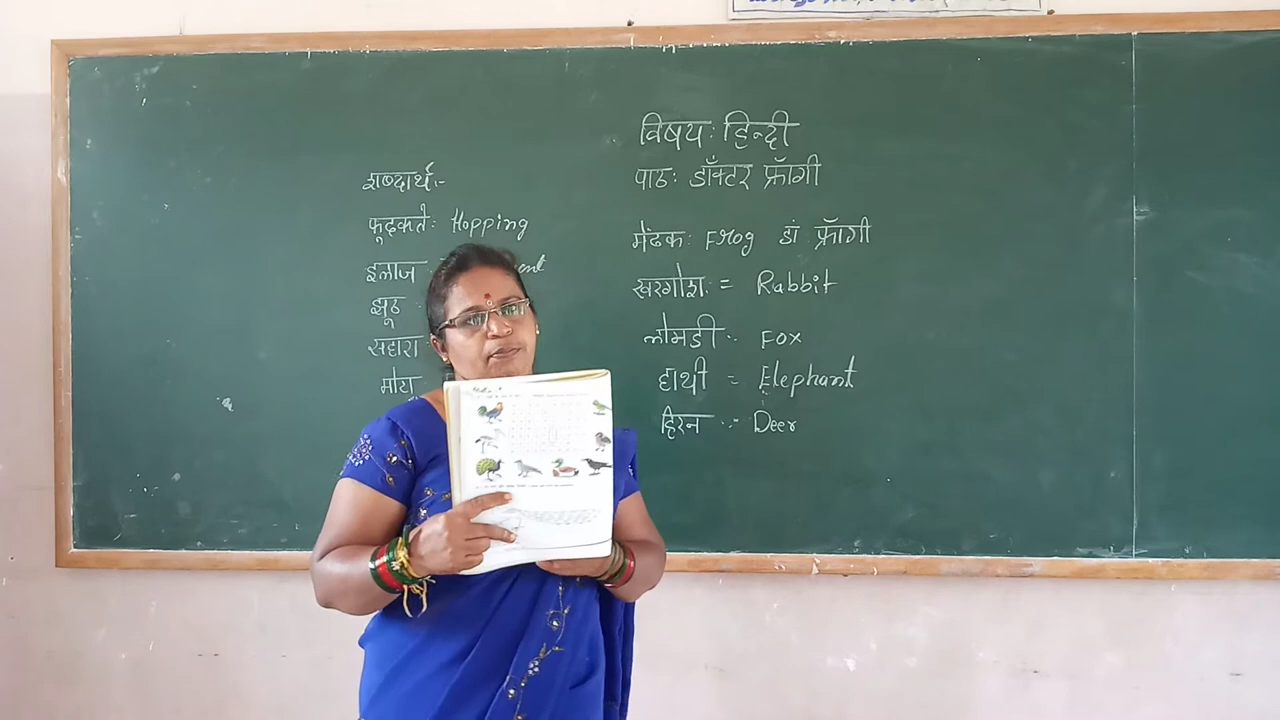 विषय: हिन्दी
पाठ: डॉंक्टर फ्रॉगी
शब्दार्थ:-
फूदकते: Hopping
इलाज
झूठ
सहारा
मोटा
मेंढक: Frog डां फ्रॉगी
खरगोश: = Rabbit
लोमडी :- Fox
हाथी = Elephant
हिरन :- Deer